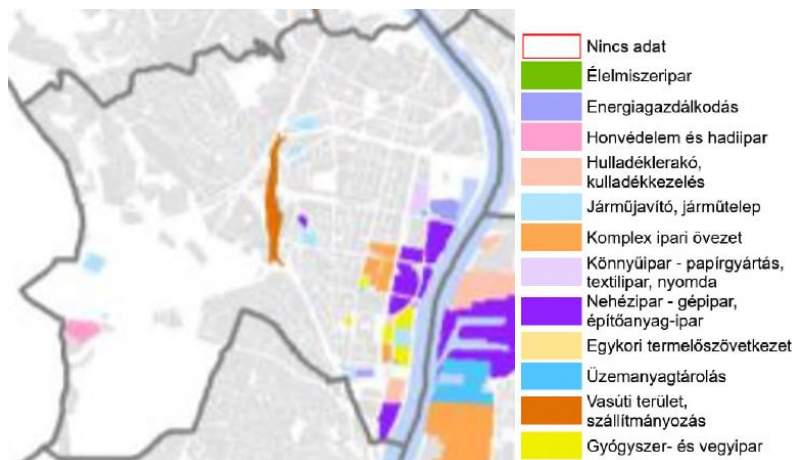 Nincs adat
Élelmiszeripar
Energiagazdálkodás
Honvédelem és hadiipar
Hulladéklerakó,
kulladékkezelés
Járműjavító, járműtelep
Komplex ipari övezet
Könnyűipar - papírgyártás,
textilipar, nyomda
Nehézipar - gépipar,
építőanyag-ipar
Egykori termelőszövetkezet
Üzemanyagtárolás
Vasúti terület,
szállítmányozás
Gyógyszer- és vegyipar